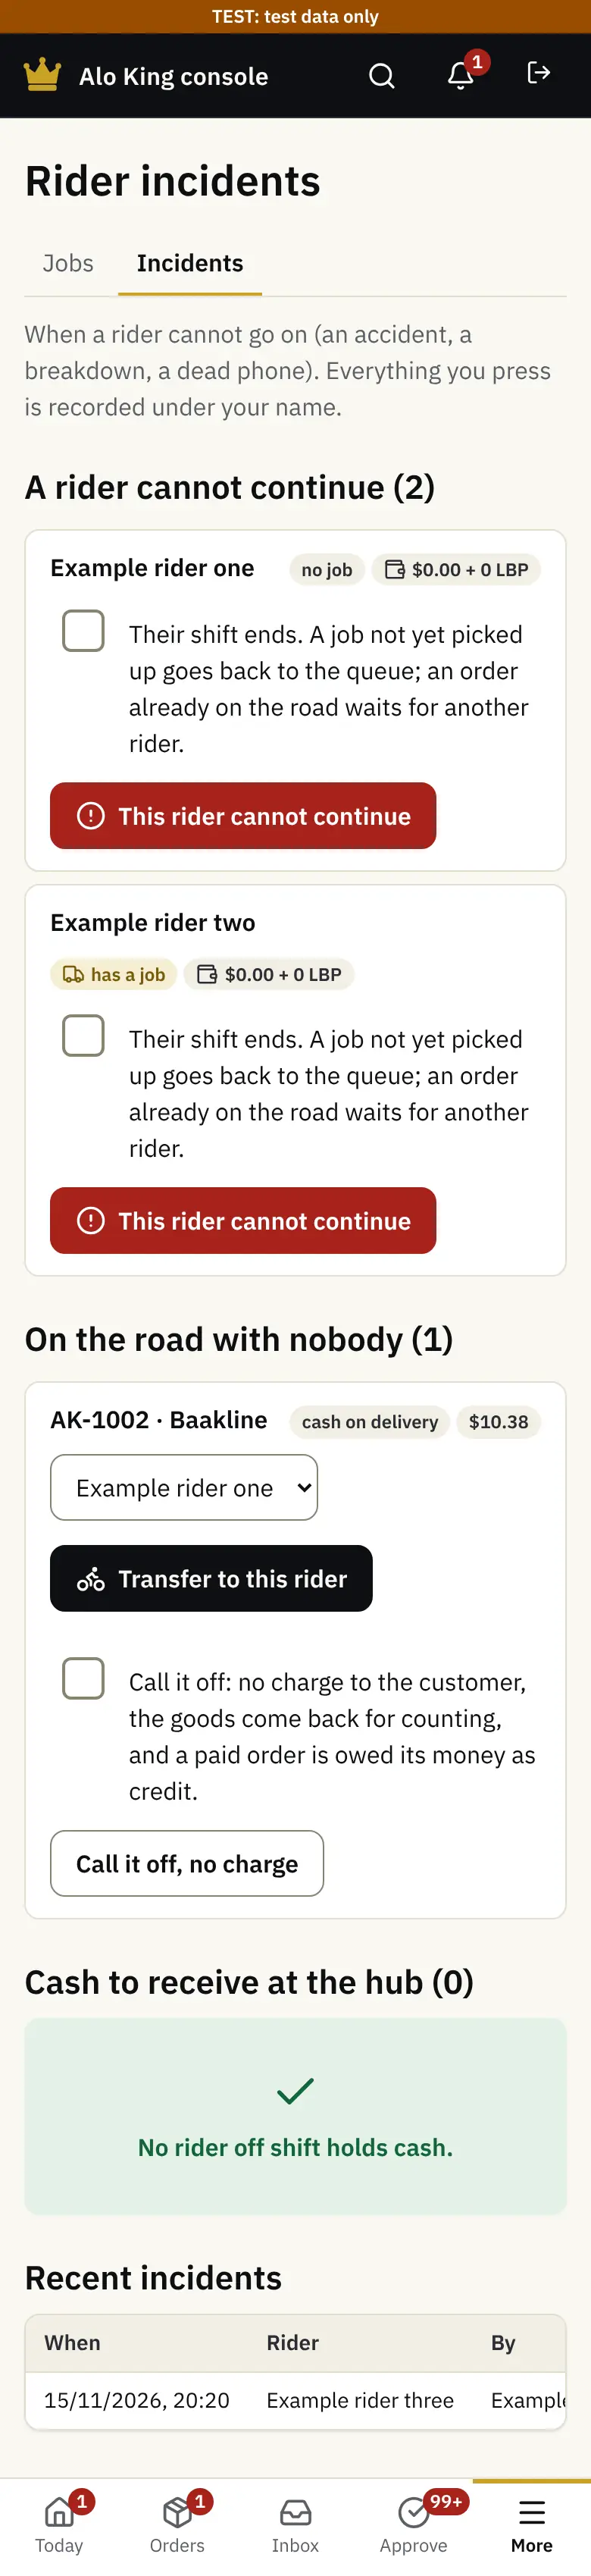 TEST: test data only
Alo King console
1
Rider incidents
Jobs
Incidents
When a rider cannot go on (an accident, a
breakdown, a dead phone). Everything you press
is recorded under your name.
A rider cannot continue (2)
Example rider one
no job
$0.00 + 0 LBP
Their shift ends. A job not yet picked
up goes back to the queue; an order
already on the road waits for another
rider.
This rider cannot continue
Example rider two
has a job
$0.00 + 0 LBP
Their shift ends. A job not yet picked
up goes back to the queue; an order
already on the road waits for another
rider.
This rider cannot continue
On the road with nobody (1)
AK-1002 · Baakline
cash on delivery
$10.38
Example rider one
Transfer to this rider
Call it off: no charge to the customer,
the goods come back for counting,
and a paid order is owed its money as
credit.
Call it off, no charge
Cash to receive at the hub (0)
No rider off shift holds cash.
Recent incidents
When
Rider
By
15/11/2026, 20:20
Example rider three
1
1
99+
Today
Orders
Inbox
Approve
More